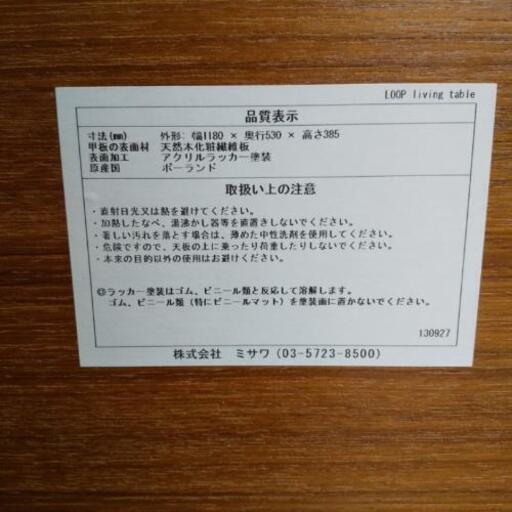 LOOP living table
品質表示
寸法(mm) 外形: 幅1180 × 奥行530 × 高さ385
甲板の表面材 天然木化粧繊維板
表面加工 アクリルラッカー塗装
原産国 ポーランド
取扱い上の注意
・直射日光又は熱を避けてください。
・加熱したなべ、湯沸かし器等を直置きしないでください。
・著しい汚れを落とす場合は、薄めた中性洗剤を使用してください。
・危険ですので、天板の上に乗ったり荷重したりしないでください。
・本来の目的以外の使用はお避けください。
◎ラッカー塗装はゴム、ビニール類と反応して溶解します。
ゴム、ビニール類（特にビニールマット）を塗装面に置かないでください。
130927
株式会社 ミサワ(03-5723-8500)